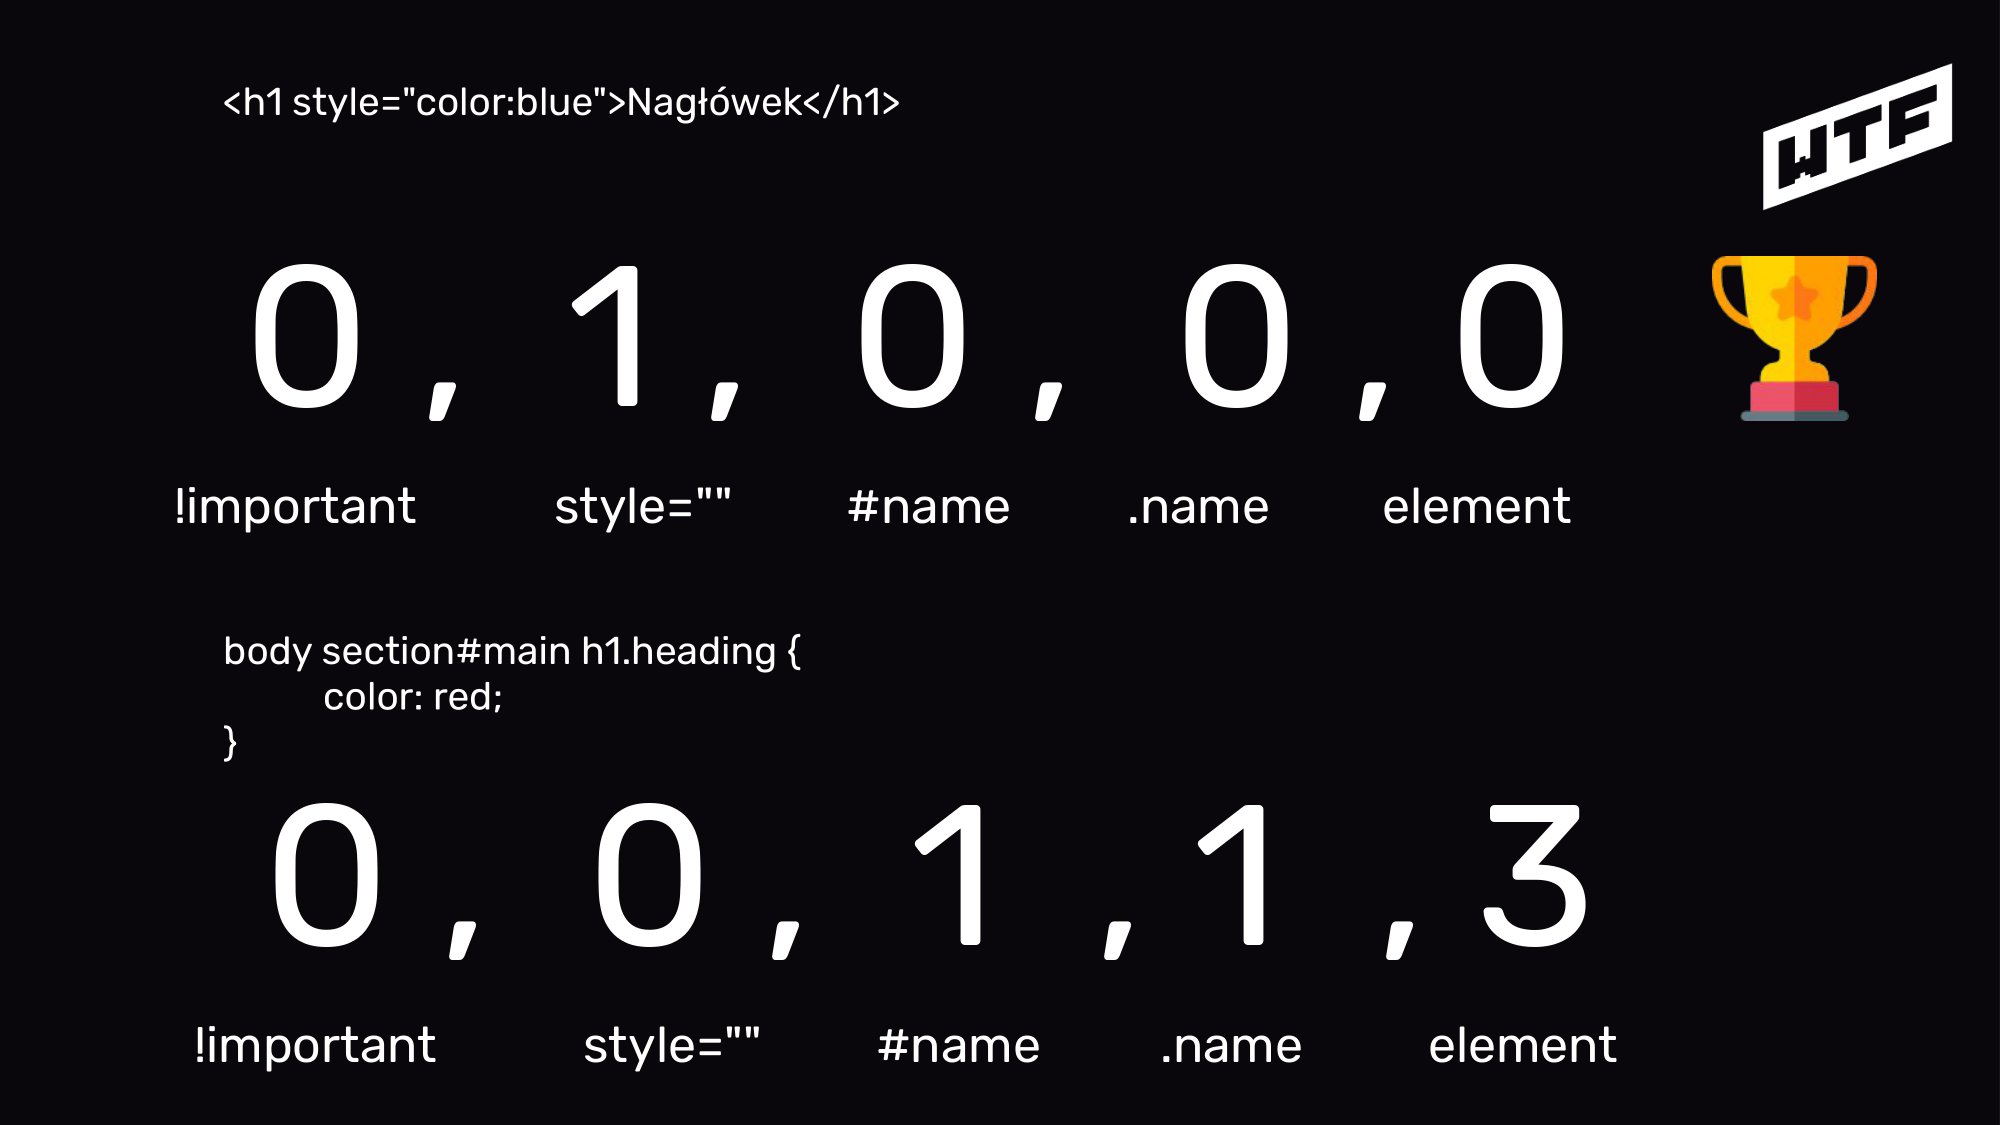 <h1 style="color:blue">Nagłówek</h1>
WTF
0 , 1 , 0 , 0 , 0
!important style="" #name .name element
body section#main h1.heading {
color: red;
}
0 , 0 , 1 , 1 , 3
!important style="" #name .name element